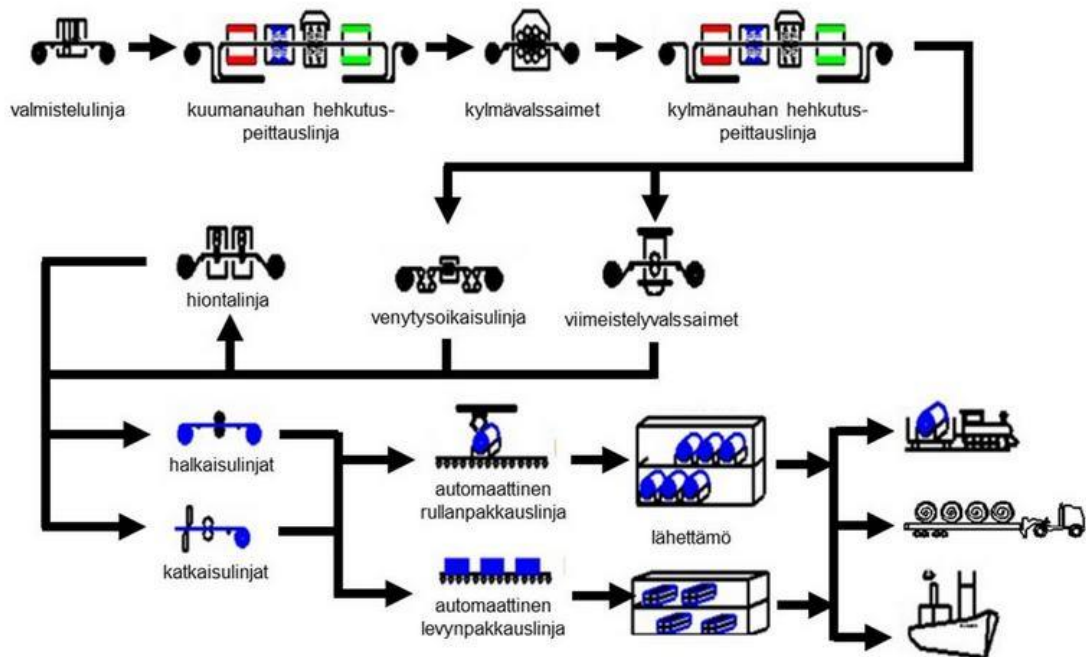 valmistelulinja
kuumanauhan hehkutus-
peittauslinja
kylmävalssaimet
kylmänauhan hehkutus-
peittauslinja
hiontalinja
venytysoikaisulinja
viimeistelyvalssaimet
halkaisulinjat
automaattinen
rullanpakkauslinja
lähettämö
katkaisulinjat
automaattinen
levynpakkauslinja